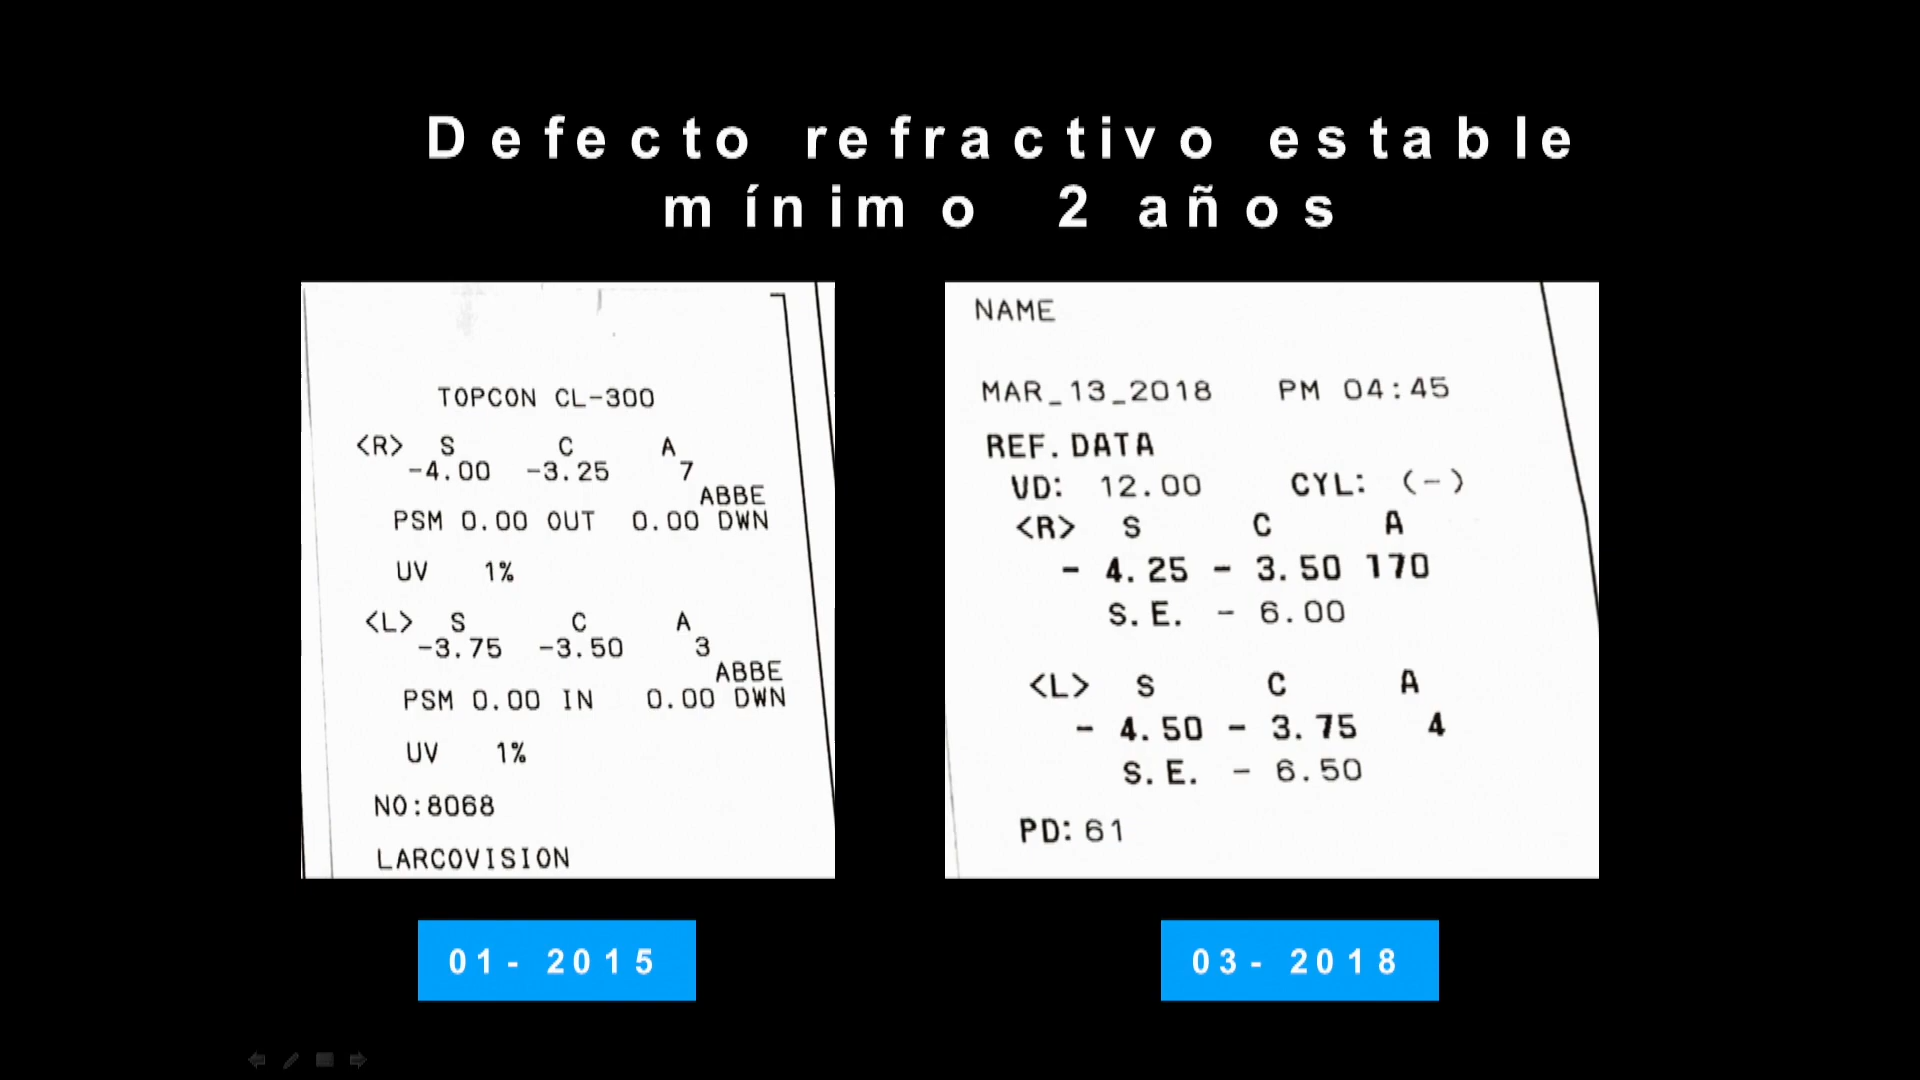 Defecto refractivo estable
mínimo 2 años
TOPCON CL-300
<R> S C A
-4.00 -3.25 7
ABBE
PSM 0.00 OUT 0.00 DWN
UV 1%
<L> S C A
-3.75 -3.50 3
ABBE
PSM 0.00 IN 0.00 DWN
UV 1%
NO:8068
LARCOVISION
01- 2015
NAME
MAR_13_2018 PM 04:45
REF. DATA
VD: 12.00 CYL: (-)
<R> S C A
- 4.25 - 3.50 170
S.E. - 6.00
<L> S C A
- 4.50 - 3.75 4
S.E. - 6.50
PD: 61
03- 2018